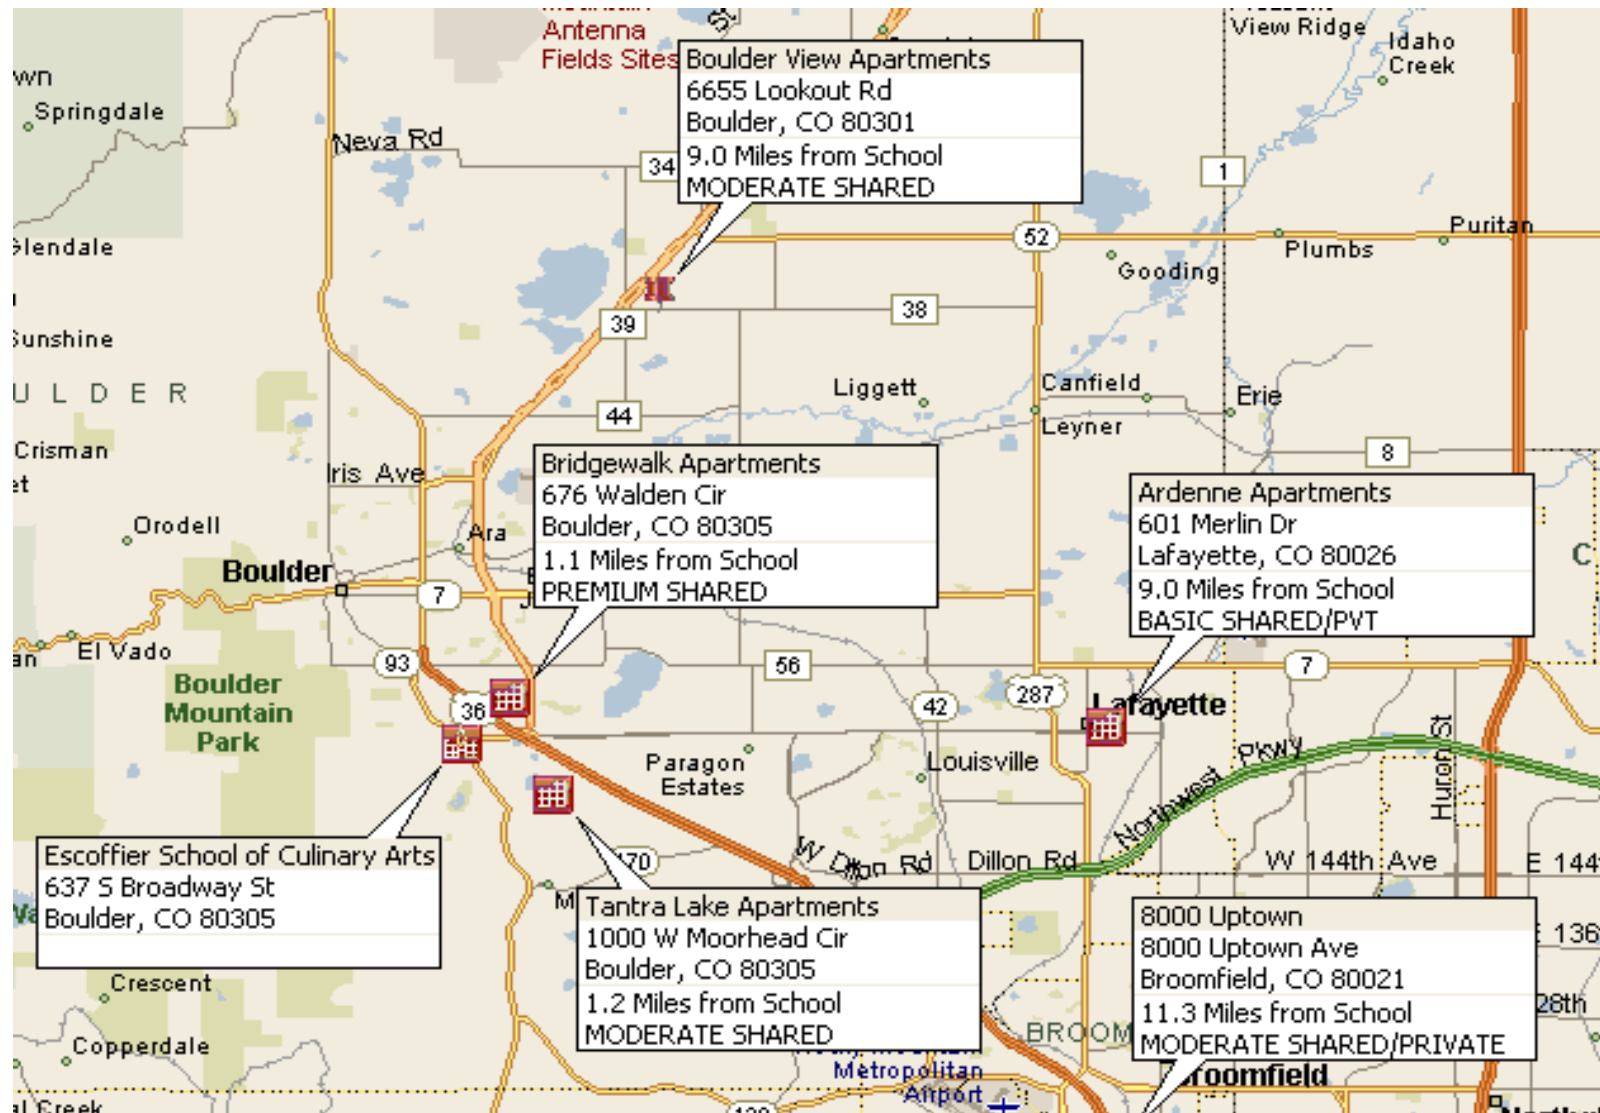 Antenna
Fields Sites
View Ridge
Idaho
Creek
Springdale
Neva Rd
34
Boulder View Apartments
6655 Lookout Rd
Boulder, CO 80301
9.0 Miles from School
MODERATE SHARED
1
52
Plumbs
Puritan
Gooding
Glendale
Sunshine
39
38
U L D E R
Liggett
Canfield
Erie
Leyner
44
8
Crisman
Iris Ave
Ara
Orodell
Boulder
7
Bridgewalk Apartments
676 Walden Cir
Boulder, CO 80305
1.1 Miles from School
PREMIUM SHARED
Ardenne Apartments
601 Merlin Dr
Lafayette, CO 80026
9.0 Miles from School
BASIC SHARED/PVT
C
El Vado
93
56
7
Boulder
Mountain
Park
36
42
287
Lafayette
Paragon
Estates
Louisville
Northwest Pkwy
Huron St
W Dillon Rd
Dillon Rd
W 144th Ave
E 144
170
Escoffier School of Culinary Arts
637 S Broadway St
Boulder, CO 80305
Tantra Lake Apartments
1000 W Moorhead Cir
Boulder, CO 80305
1.2 Miles from School
MODERATE SHARED
8000 Uptown
8000 Uptown Ave
Broomfield, CO 80021
11.3 Miles from School
MODERATE SHARED/PRIVATE
136
28th
Crescent
Copperdale
BROOM
Metropolitan
Airport
Broomfield
al Creek